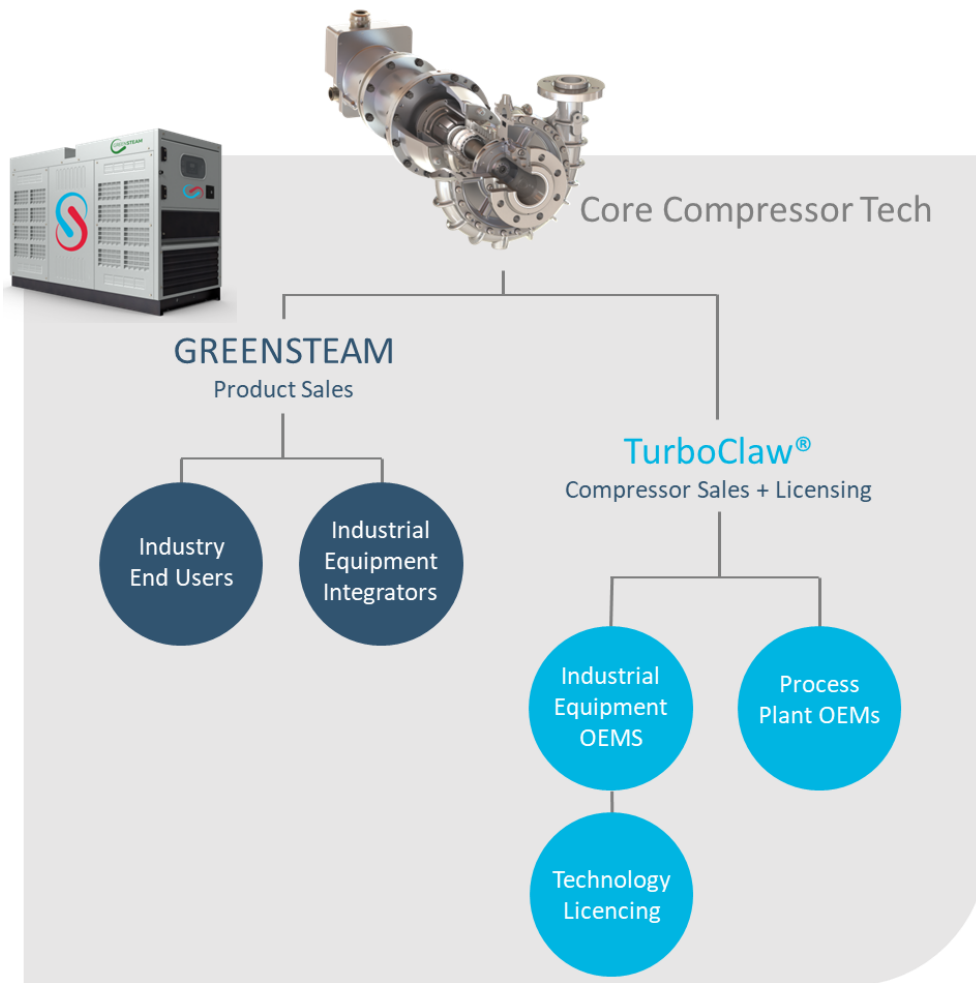 GREENSTEAM
Core Compressor Tech
GREENSTEAM
Product Sales
TurboClaw®
Compressor Sales + Licensing
Industry
End Users
Industrial
Equipment
Integrators
Industrial
Equipment
OEMS
Process
Plant OEMs
Technology
Licencing